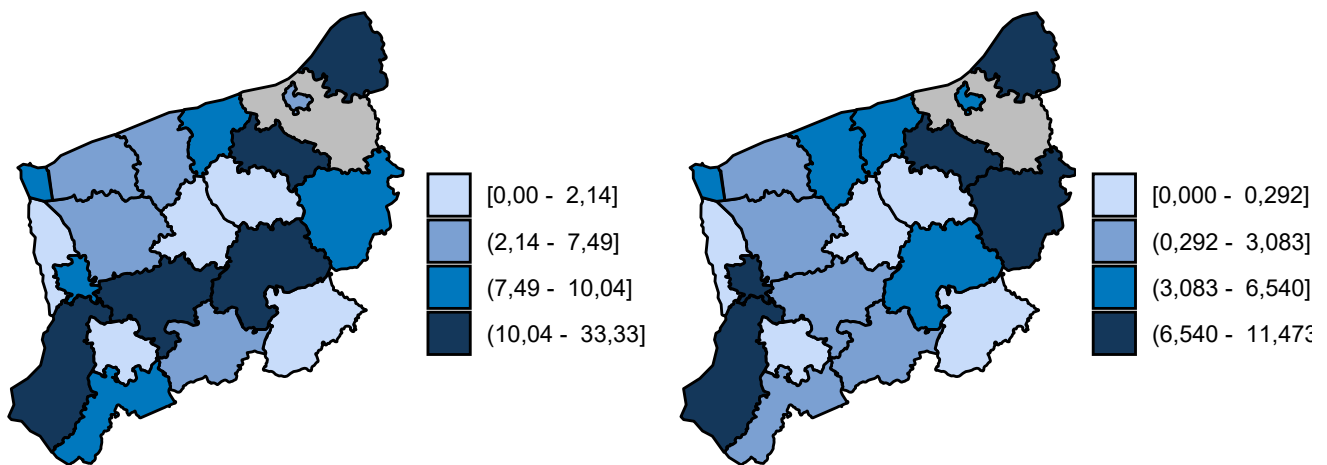 [0,00 - 2,14]
(2,14 - 7,49]
(7,49 - 10,04]
(10,04 - 33,33]
[0,000 - 0,292]
(0,292 - 3,083]
(3,083 - 6,540]
(6,540 - 11,473